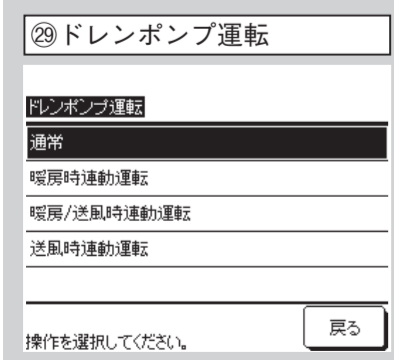 ㉙ドレンポンプ運転
ドレンポンプ運転
通常
暖房時連動運転
暖房/送風時連動運転
送風時連動運転
操作を選択してください。
戻る